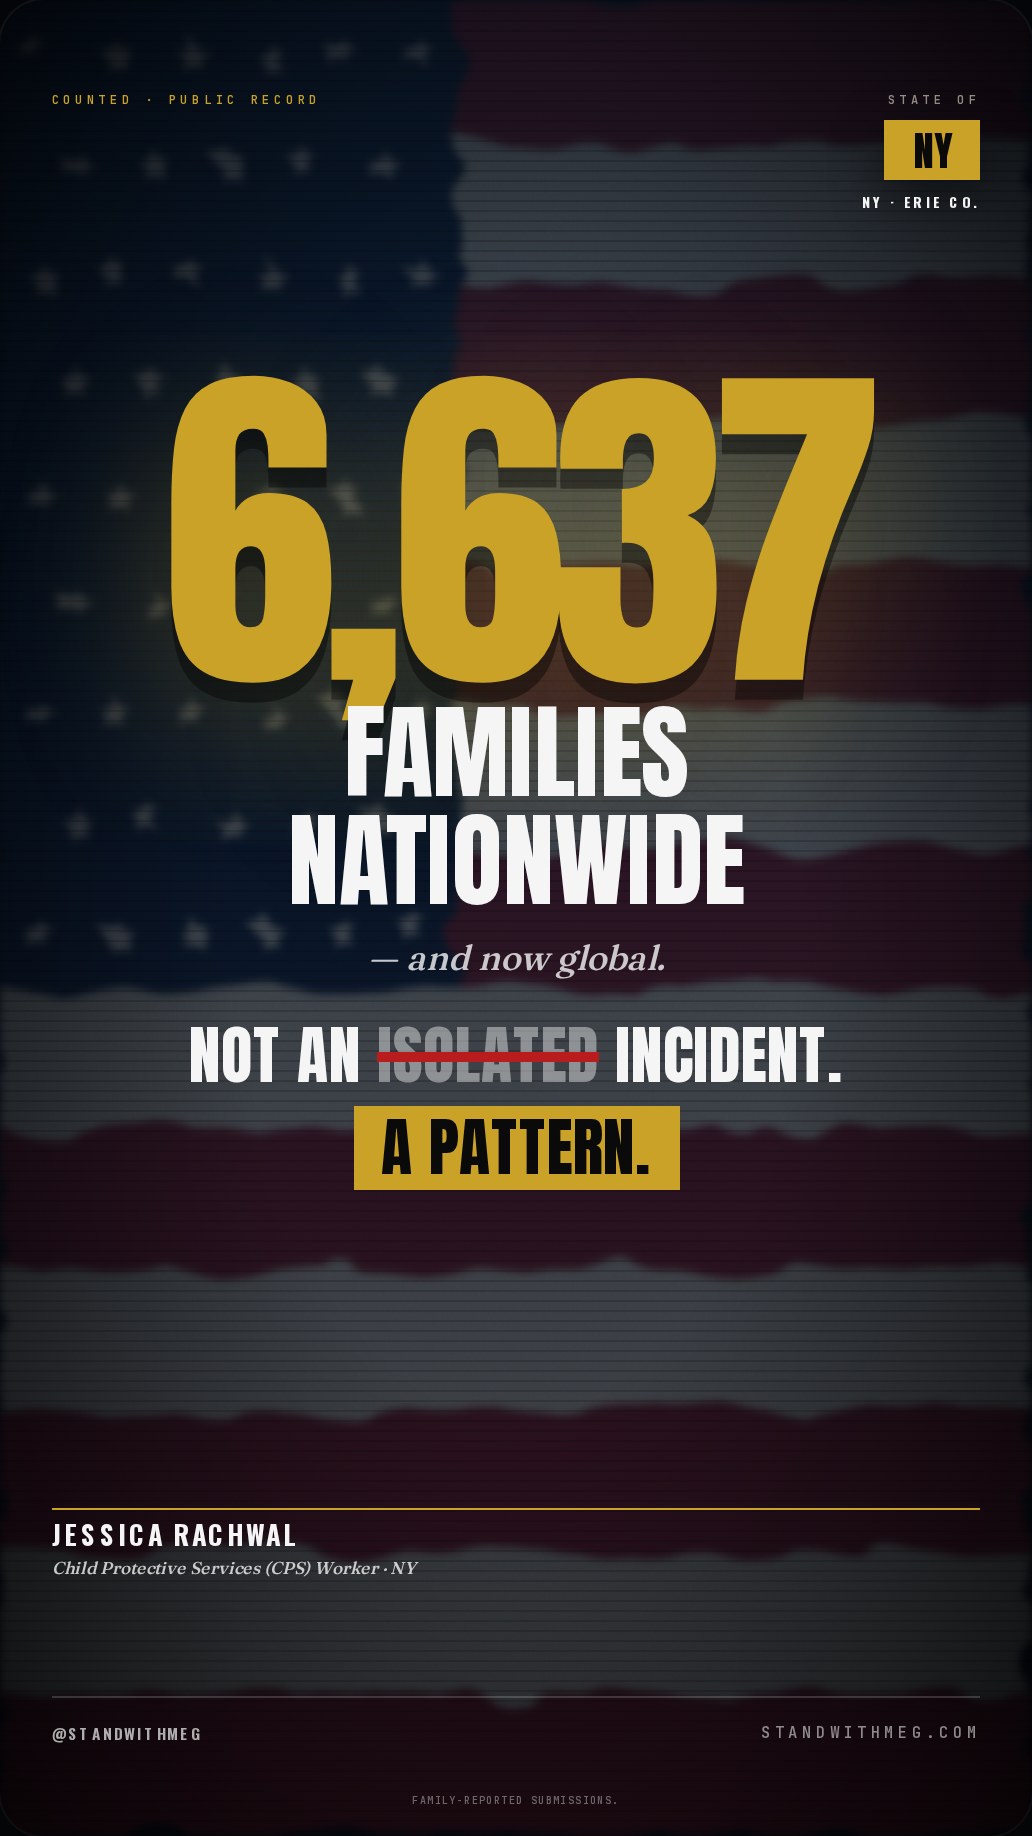 COUNTED · PUBLIC RECORD
STATE OF
NY
NY · ERIE CO.
6,637
FAMILIES
NATIONWIDE
— and now global.
NOT AN ISOLATED INCIDENT.
A PATTERN.
JESSICA RACHWAL
Child Protective Services (CPS) Worker · NY
@STANDWITHMEG
STANDWITHMEG.COM
FAMILY-REPORTED SUBMISSIONS.